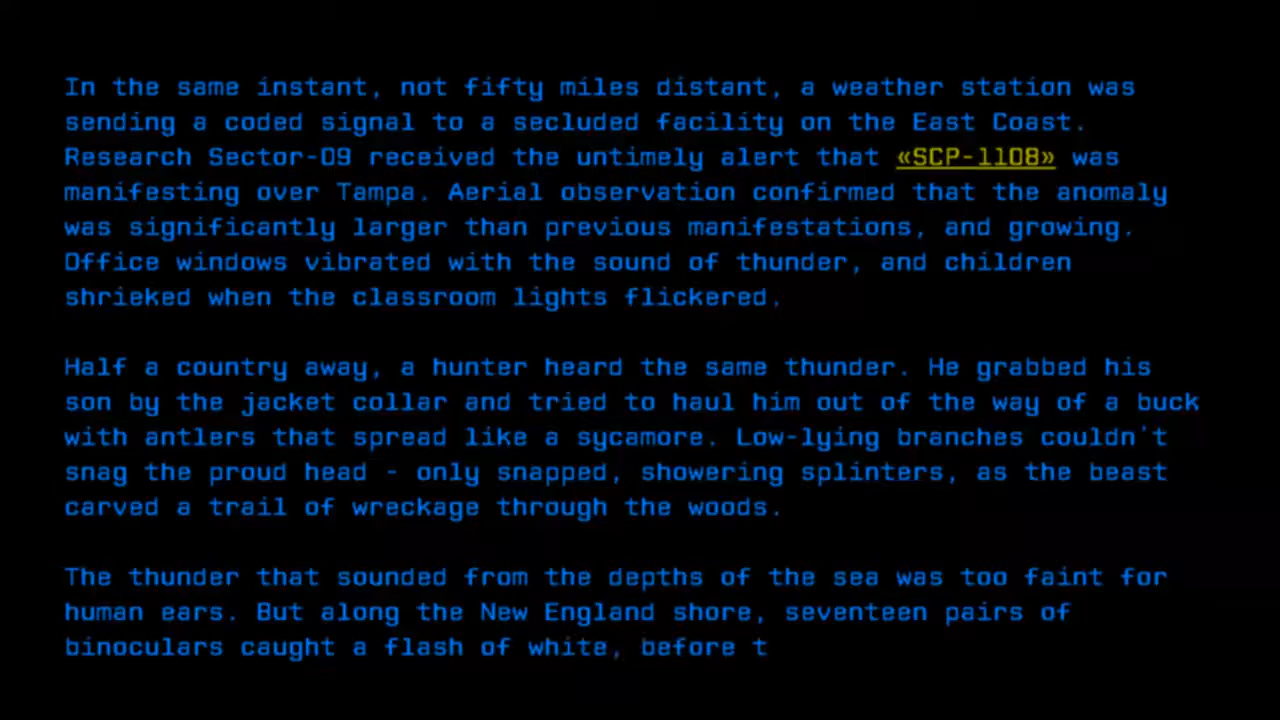 In the same instant, not fifty miles distant, a weather station was
sending a coded signal to a secluded facility on the East Coast.
Research Sector-09 received the untimely alert that «SCP-1108» was
manifesting over Tampa. Aerial observation confirmed that the anomaly
was significantly larger than previous manifestations, and growing.
Office windows vibrated with the sound of thunder, and children
shrieked when the classroom lights flickered.
Half a country away, a hunter heard the same thunder. He grabbed his
son by the jacket collar and tried to haul him out of the way of a buck
with antlers that spread like a sycamore. Low-lying branches couldn't
snag the proud head - only snapped, showering splinters, as the beast
carved a trail of wreckage through the woods.
The thunder that sounded from the depths of the sea was too faint for
human ears. But along the New England shore, seventeen pairs of
binoculars caught a flash of white, before t